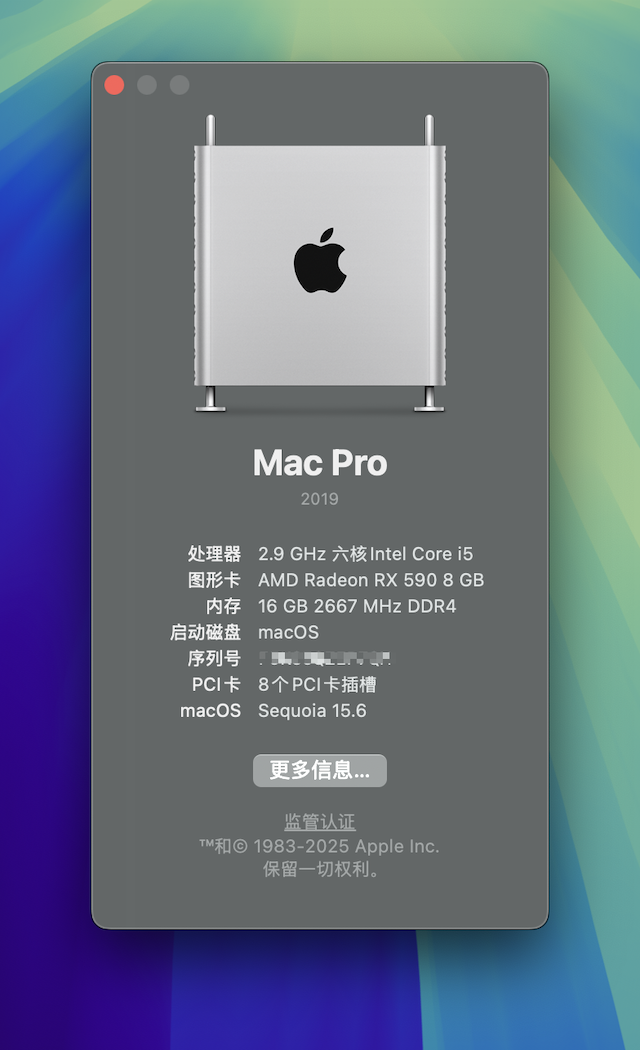 Mac Pro
2019
处理器 2.9 GHz 六核Intel Core i5
图形卡 AMD Radeon RX 590 8 GB
内存 16 GB 2667 MHz DDR4
启动磁盘 macOS
序列号
PCI卡 8个PCI卡插槽
macOS Sequoia 15.6
更多信息...
监管认证
™和© 1983-2025 Apple Inc.
保留一切权利。